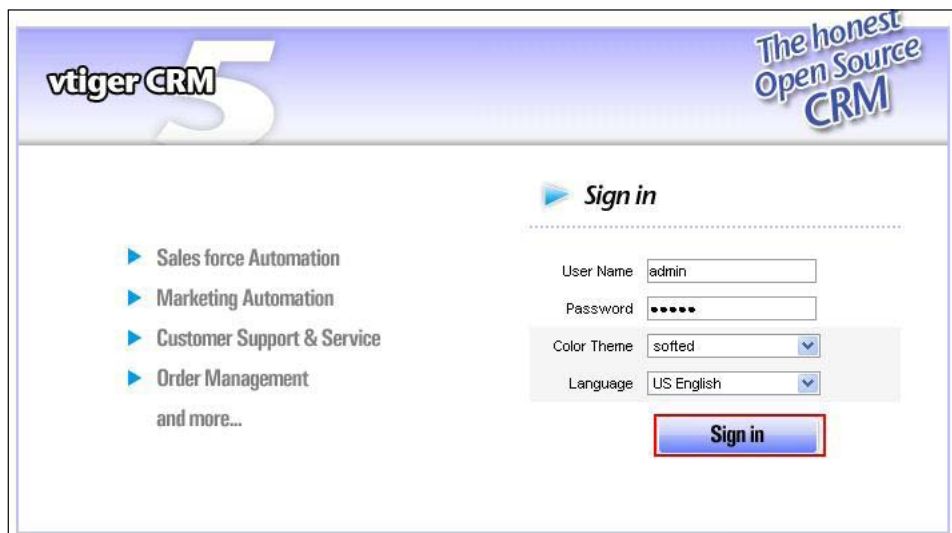 vtiger CRM 5
The honest
Open Source
CRM
Sign in
Sales force Automation
Marketing Automation
Customer Support & Service
Order Management
and more...
User Name admin
Password •••••
Color Theme softed
Language US English
Sign in